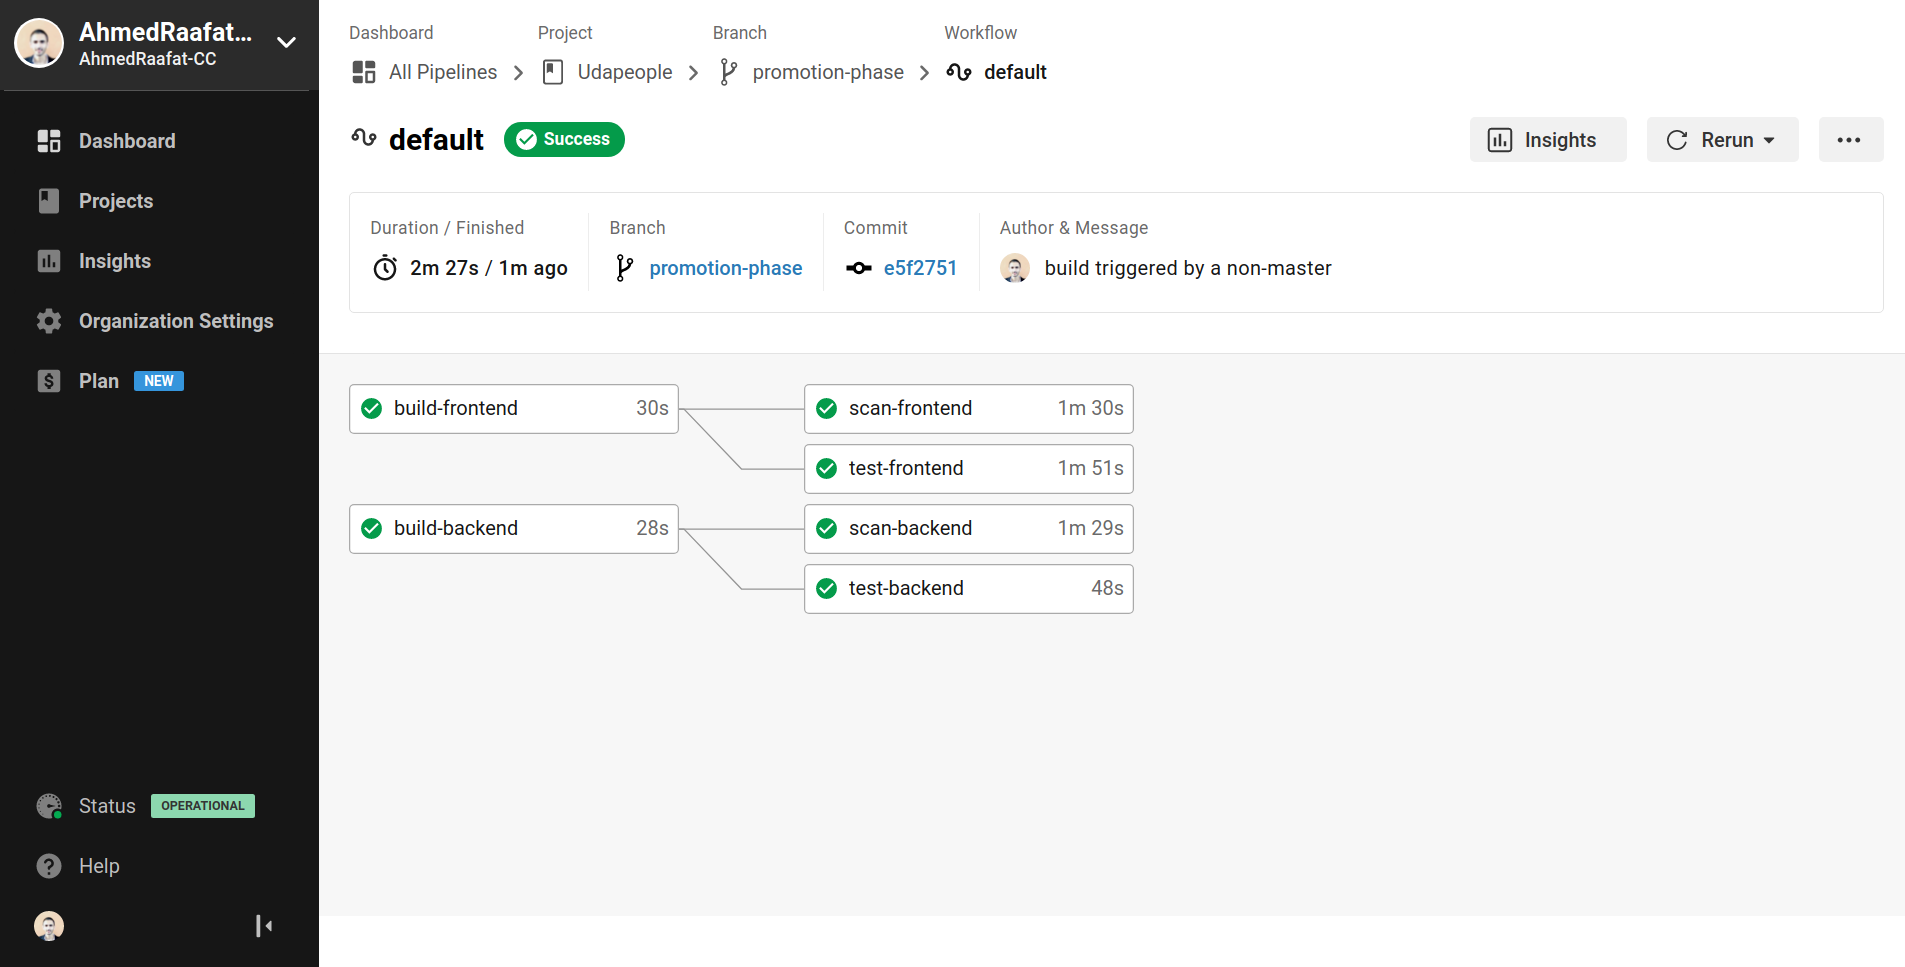 AhmedRaafat...
AhmedRaafat-CC
Dashboard
Projects
Insights
Organization Settings
Plan NEW
Status OPERATIONAL
Help
Dashboard Project Branch Workflow
All Pipelines Udapeople promotion-phase default
default Success
Insights Rerun
Duration / Finished Branch Commit Author & Message
2m 27s / 1m ago promotion-phase e5f2751 build triggered by a non-master
build-frontend 30s scan-frontend 1m 30s
test-frontend 1m 51s
build-backend 28s scan-backend 1m 29s
test-backend 48s